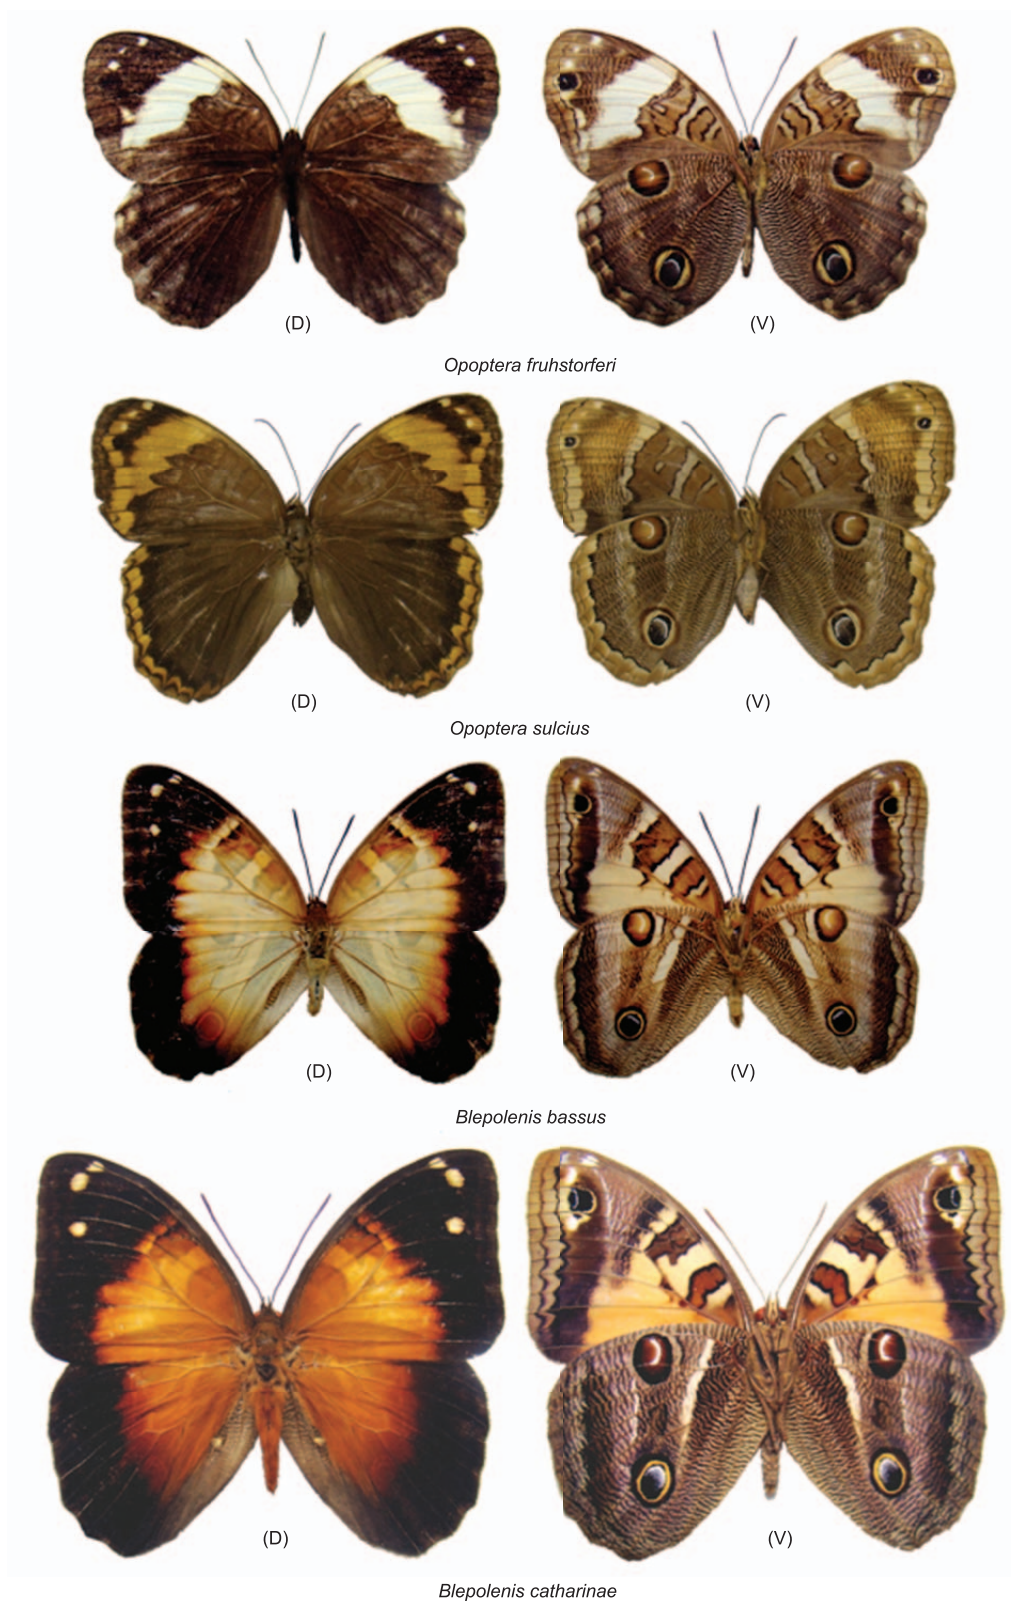 (D) (V)
Opoptera fruhstorferi
(D) (V)
Opoptera sulcius
(D) (V)
Blepolenis bassus
(D) (V)
Blepolenis catharinae